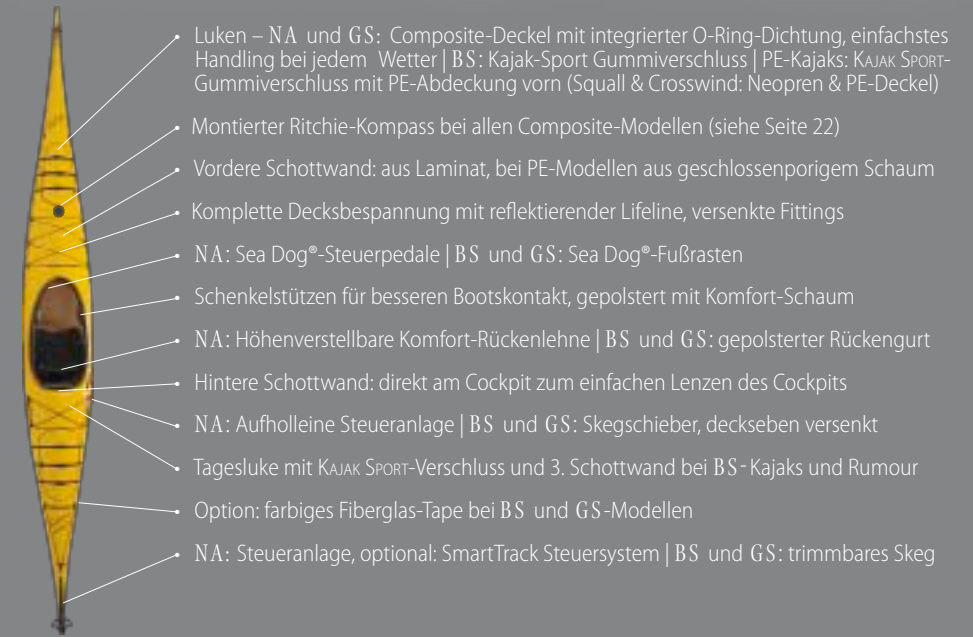 Luken – NA und GS: Composite-Deckel mit integrierter O-Ring-Dichtung, einfachstes
Handling bei jedem Wetter | BS: Kajak-Sport Gummiverschluss | PE-Kajaks: KAJAK SPORT-
Gummiverschluss mit PE-Abdeckung vorn (Squall & Crosswind: Neopren & PE-Deckel)
Montierter Ritchie-Kompass bei allen Composite-Modellen (siehe Seite 22)
Vordere Schottwand: aus Laminat, bei PE-Modellen aus geschlossenporigem Schaum
Komplette Decksbespannung mit reflektierender Lifeline, versenkte Fittings
NA: Sea Dog®-Steuerpedale | BS und GS: Sea Dog®-Fußrasten
Schenkelstützen für besseren Bootskontakt, gepolstert mit Komfort-Schaum
NA: Höhenverstellbare Komfort-Rückenlehne | BS und GS: gepolsterter Rückengurt
Hintere Schottwand: direkt am Cockpit zum einfachen Lenzen des Cockpits
NA: Aufholleine Steueranlage | BS und GS: Skegschieber, deckseben versenkt
Tagesluke mit KAJAK SPORT-Verschluss und 3. Schottwand bei BS-Kajaks und Rumour
Option: farbiges Fiberglas-Tape bei BS und GS-Modellen
NA: Steueranlage, optional: SmartTrack Steuersystem | BS und GS: trimmbares Skeg